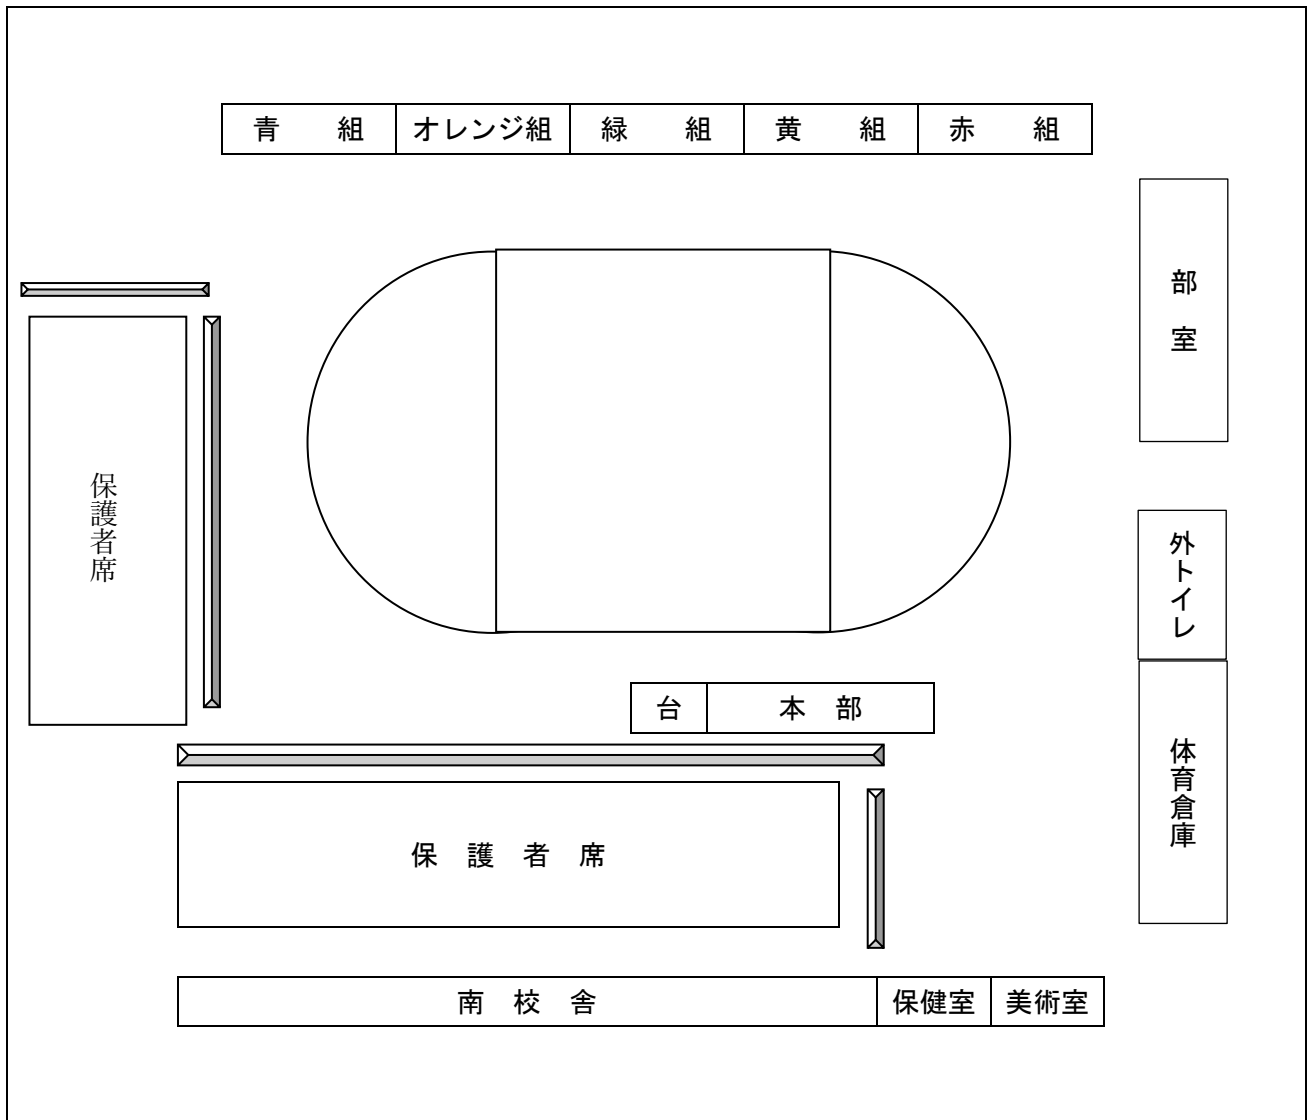 青　組
オレンジ組
緑　組
黄　組
赤　組
部室
保護者席
外トイレ
台
本部
体育倉庫
保護者席
南校舎
保健室
美術室